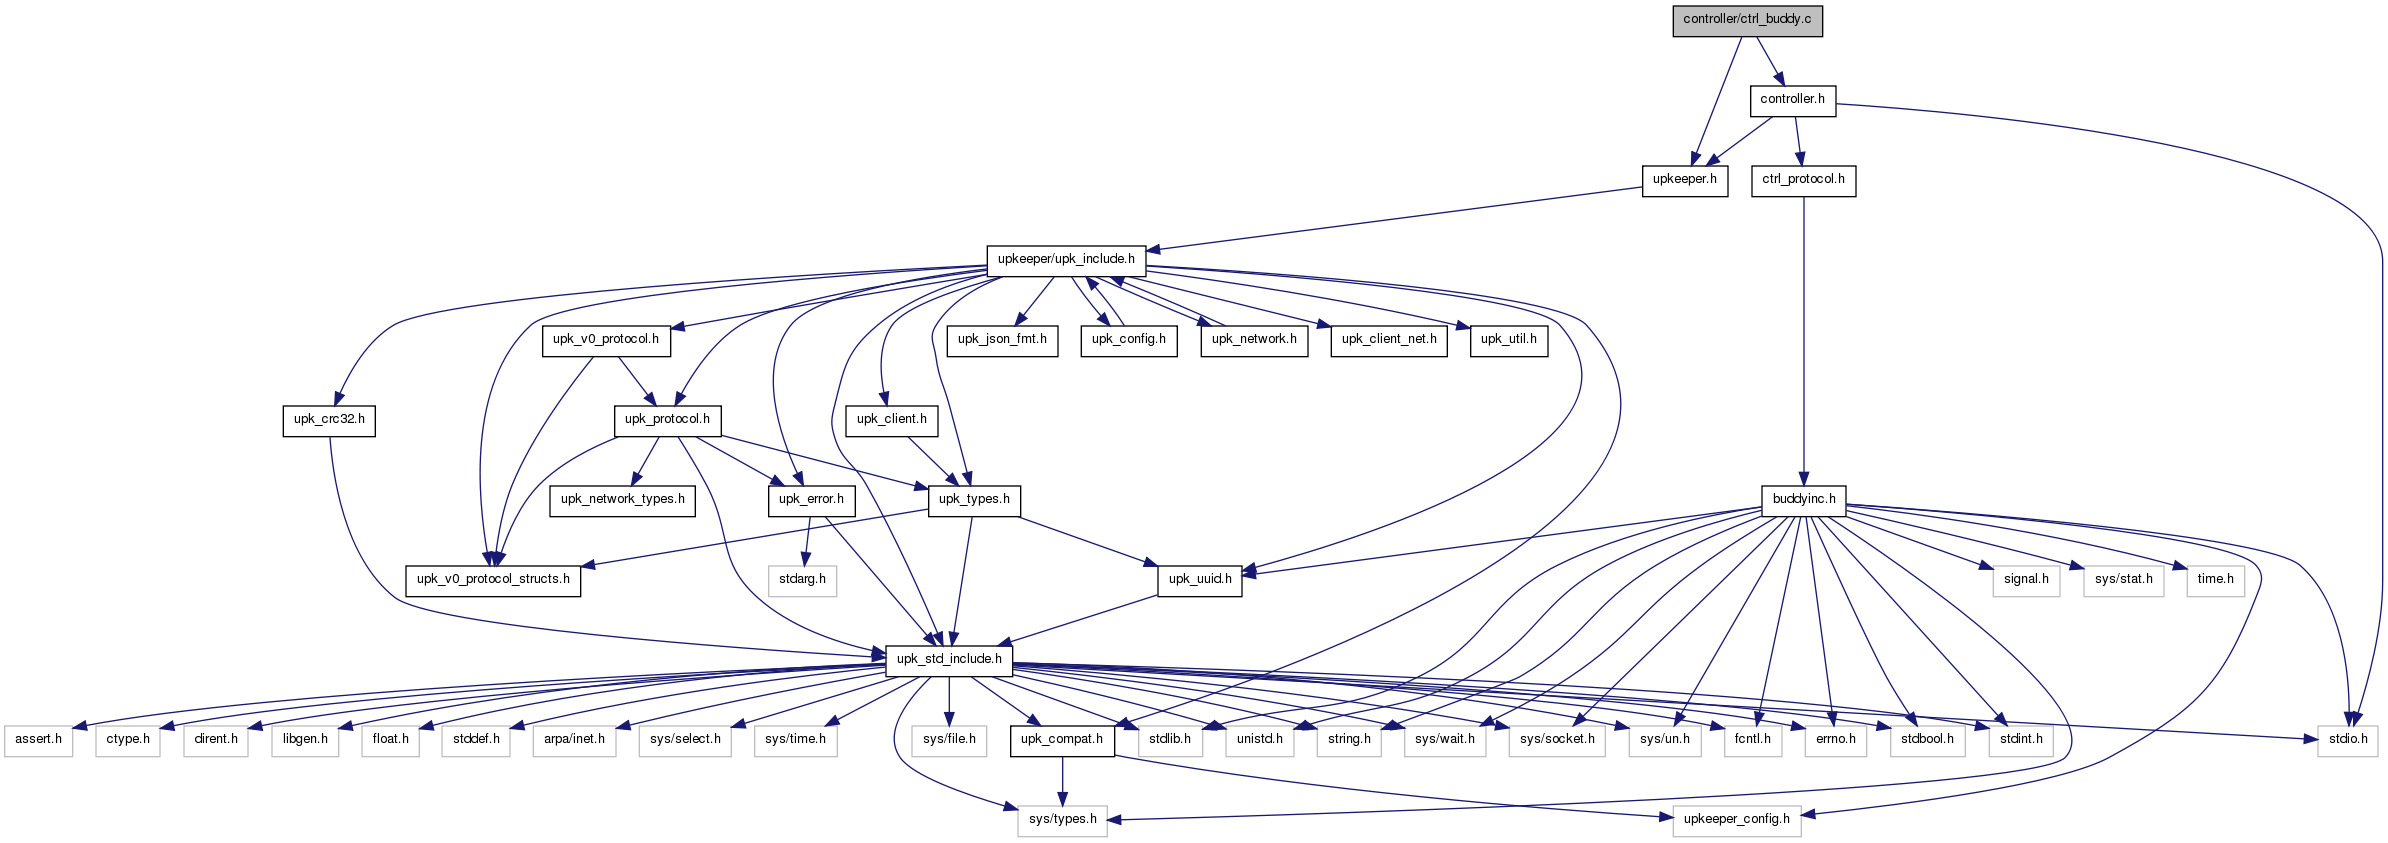 controller/ctrl_buddy.c
controller.h
upkeeper.h
ctrl_protocol.h
upkeeper/upk_include.h
upk_v0_protocol.h
upk_json_fmt.h
upk_config.h
upk_network.h
upk_client_net.h
upk_util.h
upk_crc32.h
upk_protocol.h
upk_client.h
upk_network_types.h
upk_error.h
upk_types.h
buddyinc.h
upk_v0_protocol_structs.h
stdarg.h
upk_uuid.h
signal.h
sys/stat.h
time.h
upk_std_include.h
assert.h
ctype.h
dirent.h
libgen.h
float.h
stddef.h
arpa/inet.h
sys/select.h
sys/time.h
sys/file.h
upk_compat.h
stdlib.h
unistd.h
string.h
sys/wait.h
sys/socket.h
sys/un.h
fcntl.h
errno.h
stdbool.h
stdint.h
stdio.h
sys/types.h
upkeeper_config.h